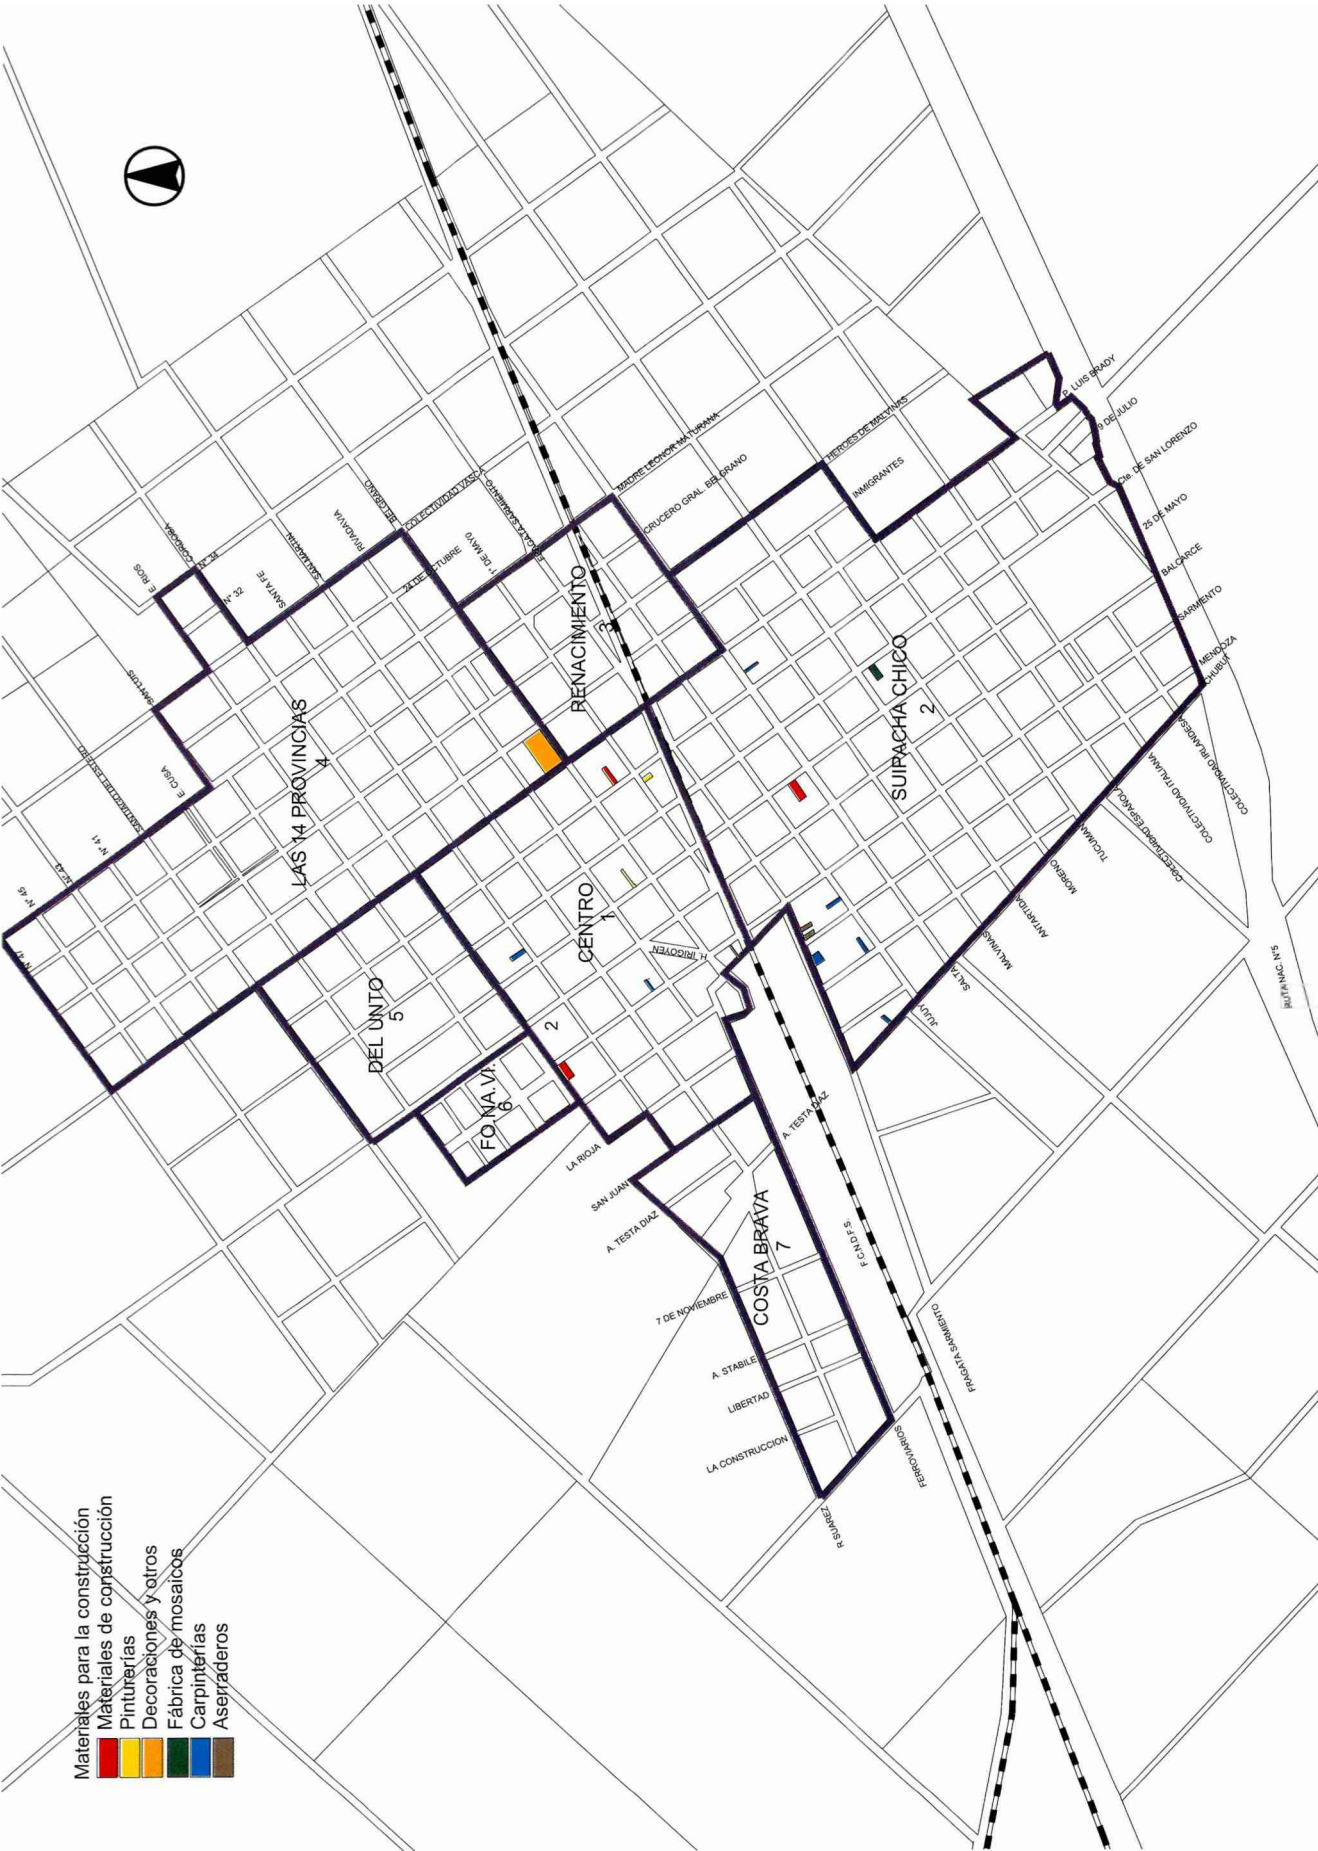 Materiales para la construcción
Materiales de construcción
Pinturerías
Decoraciones y otros
Fábrica de mosaicos
Carpinterías
Aserraderos
N° 47
N° 45
N° 43
N° 41
SANTIAGO DEL ESTERO
E. CUSA
SAN LUIS
E. RIOS
CORDOBA
N° 34
N° 32
SANTA FE
SAN MARTIN
RIVADAVIA
BELGRANO
COLECTIVIDAD VASCA
24 DE OCTUBRE
1° DE MAYO
FRAGATA SARMIENTO
MADRE LEONOR MATURANA
CRUCERO GRAL. BELGRANO
HEROES DE MALVINAS
INMIGRANTES
P. LUIS BRADY
9 DE JULIO
Cte. DE SAN LORENZO
25 DE MAYO
BALCARCE
SARMIENTO
MENDOZA
CHUBUT
COLECTIVIDAD IRLANDESA
COLECTIVIDAD ITALIANA
COLECTIVIDAD ESPAÑOLA
COLECTIVIDAD IRLANDESA
TUCUMAN
MORENO
ANTARTIDA
MALVINAS
SALTA
JUJUY
RUTA NAC. N°5
LAS 14 PROVINCIAS
4
RENACIMIENTO
3
SUIPACHA CHICO
2
CENTRO
1
H. IRIGOYEN
DEL UNTO
5
2
FO.NA.VI.
6
LA RIOJA
SAN JUAN
A. TESTA DIAZ
A. TESTA DIAZ
COSTA BRAVA
7
7 DE NOVIEMBRE
A. STABILE
LIBERTAD
LA CONSTRUCCION
R SUAREZ
FERROVIARIOS
F.C.N.D.F.S.
FRAGATA SARMIENTO